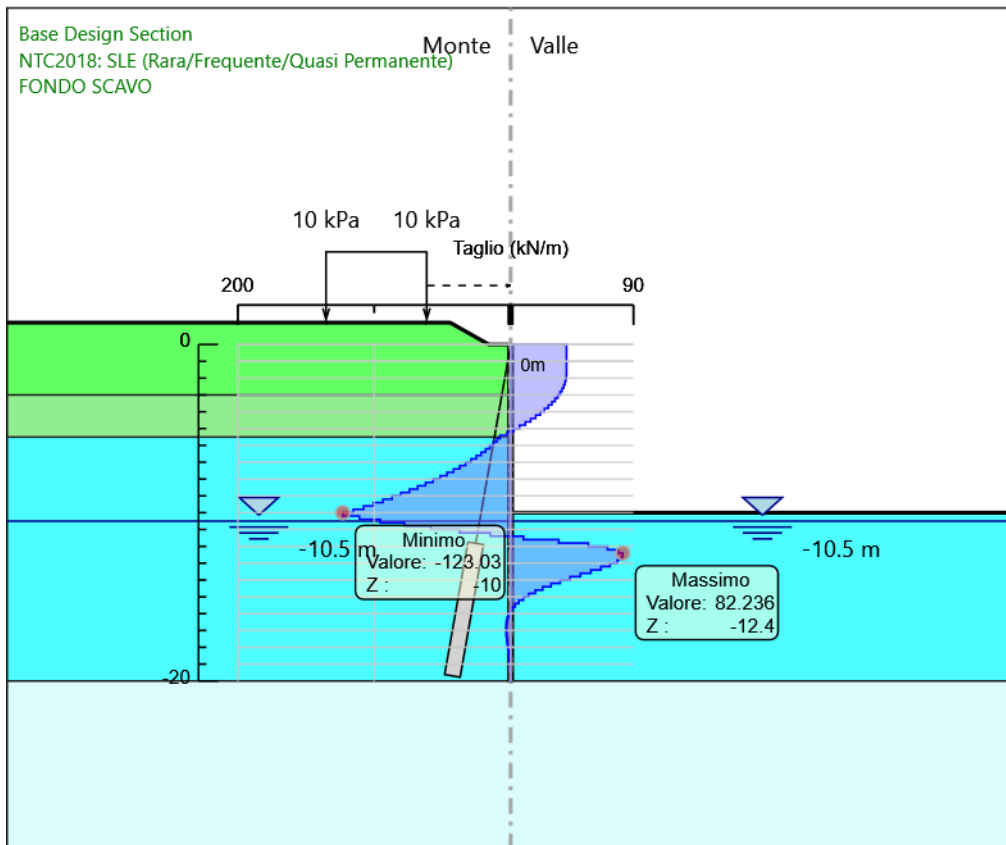 Base Design Section
NTC2018: SLE (Rara/Frequente/Quasi Permanente)
FONDO SCAVO
Monte
Valle
10 kPa
10 kPa
Taglio (kN/m)
200
90
0
0m
-10.5 m
-10.5 m
Minimo
Valore: -123.03
Z : -10
Massimo
Valore: 82.236
Z : -12.4
-20